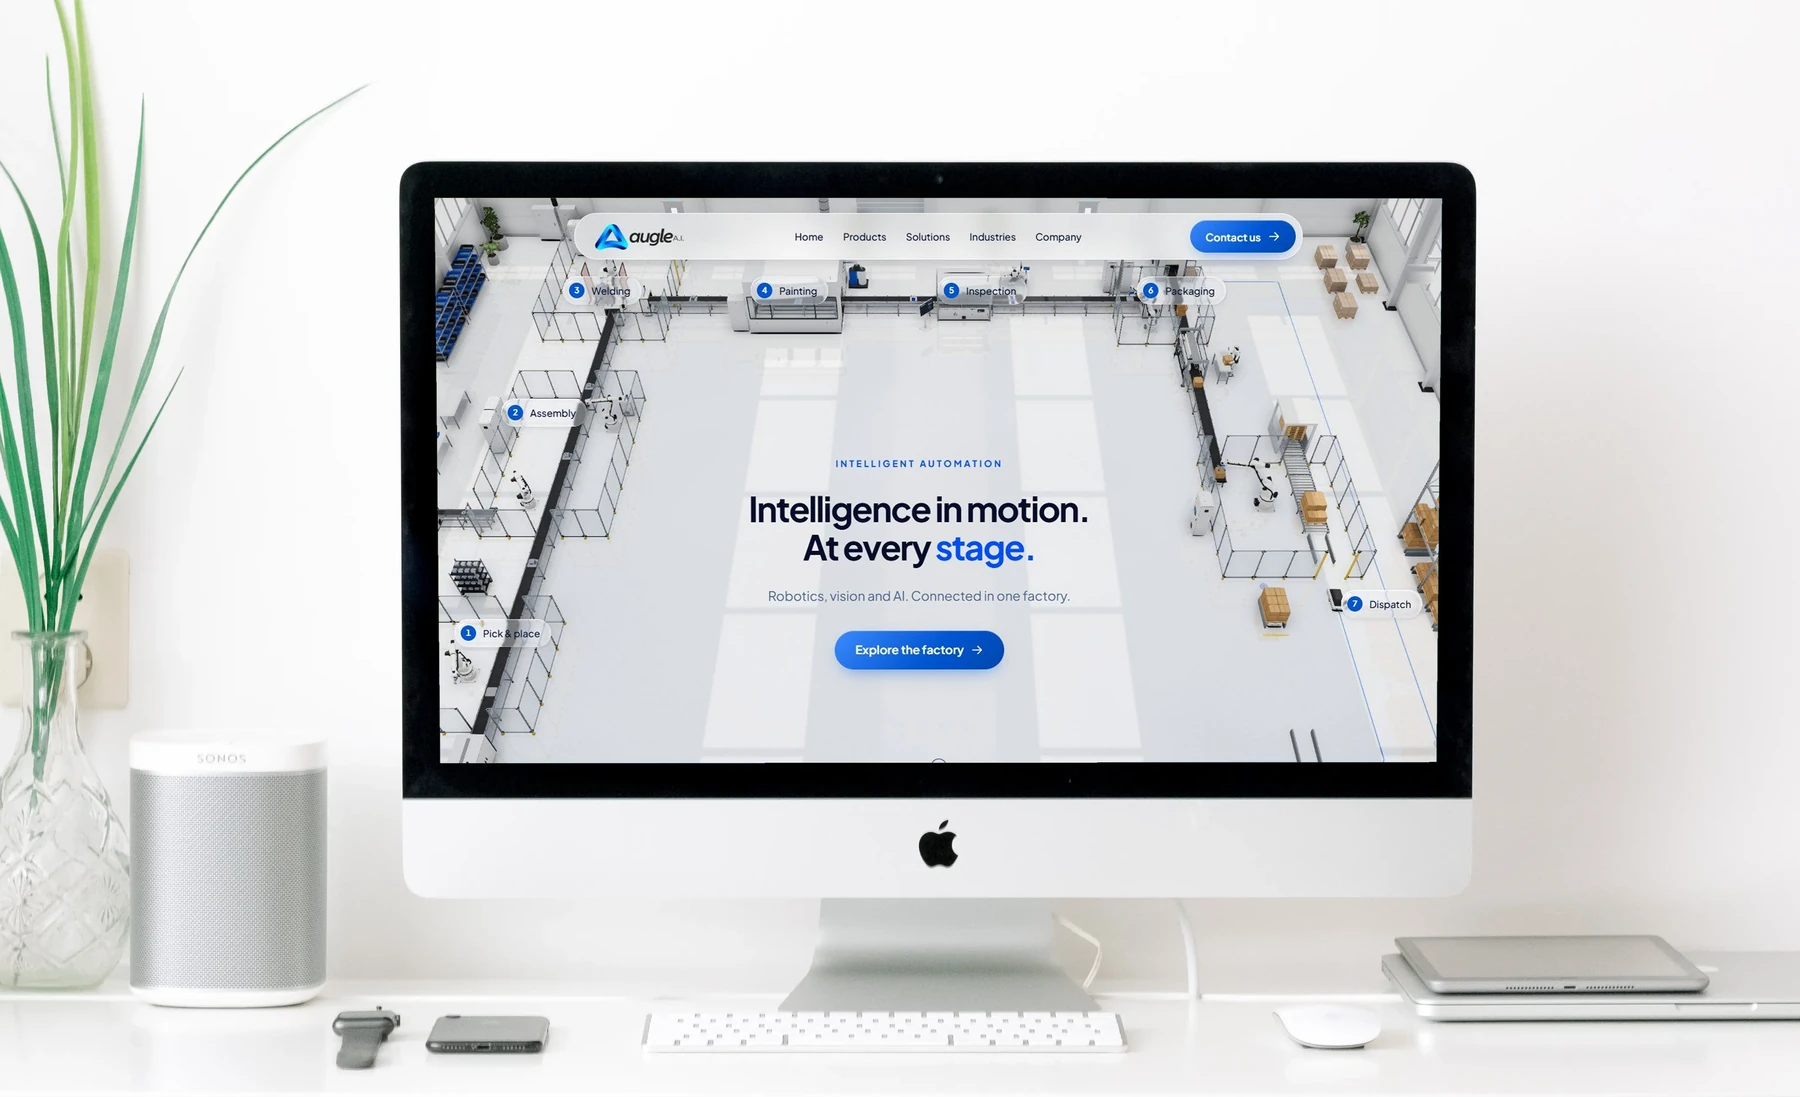 augle A.I.
Home Products Solutions Industries Company
Contact us →
3 Welding
4 Painting
5 Inspection
6 Packaging
2 Assembly
INTELLIGENT AUTOMATION
Intelligence in motion.
At every stage.
Robotics, vision and AI. Connected in one factory.
7 Dispatch
1 Pick & place
Explore the factory →
SONOS